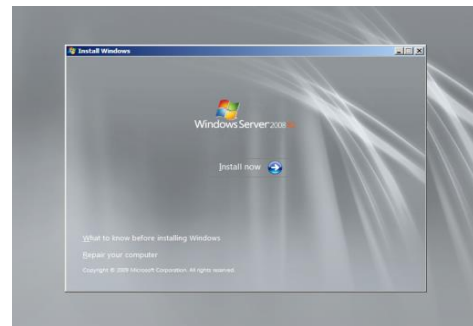 Install Windows
Windows Server 2008 R2
Install now
What to know before installing Windows
Repair your computer
Copyright © 2009 Microsoft Corporation. All rights reserved.